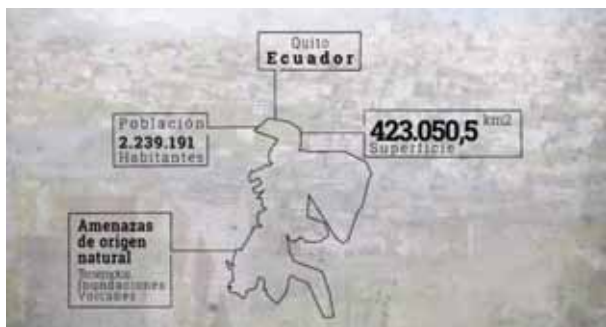 Quito
Ecuador
Población
2.239.191
Habitantes
423.050,5 km2
Superficie
Amenazas
de origen
natural
Terremotos
Inundaciones
Volcanes